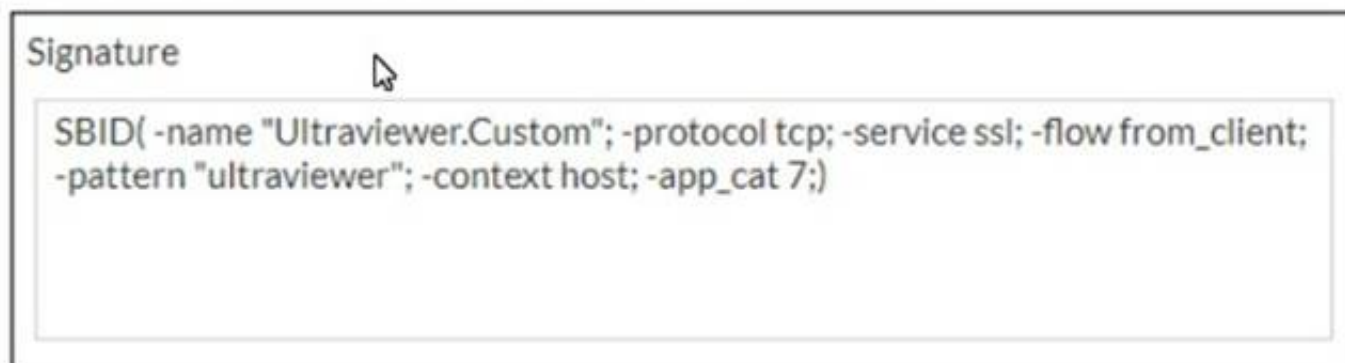 Signature
SBID( -name "Ultraviewer.Custom"; -protocol tcp; -service ssl; -flow from_client;
-pattern "ultraviewer"; -context host; -app_cat 7;)